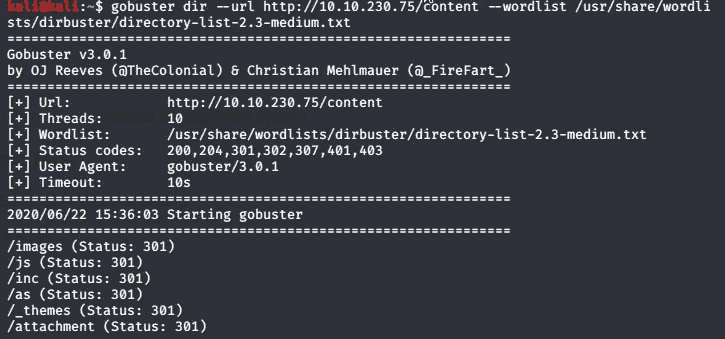 kali@kali:~$ gobuster dir --url http://10.10.230.75/content --wordlist /usr/share/wordli
sts/dirbuster/directory-list-2.3-medium.txt
===============================================================
Gobuster v3.0.1
by OJ Reeves (@TheColonial) & Christian Mehlmauer (@_FireFart_)
===============================================================
[+] Url:            http://10.10.230.75/content
[+] Threads:        10
[+] Wordlist:       /usr/share/wordlists/dirbuster/directory-list-2.3-medium.txt
[+] Status codes:   200,204,301,302,307,401,403
[+] User Agent:     gobuster/3.0.1
[+] Timeout:        10s
===============================================================
2020/06/22 15:36:03 Starting gobuster
===============================================================
/images (Status: 301)
/js (Status: 301)
/inc (Status: 301)
/as (Status: 301)
/_themes (Status: 301)
/attachment (Status: 301)